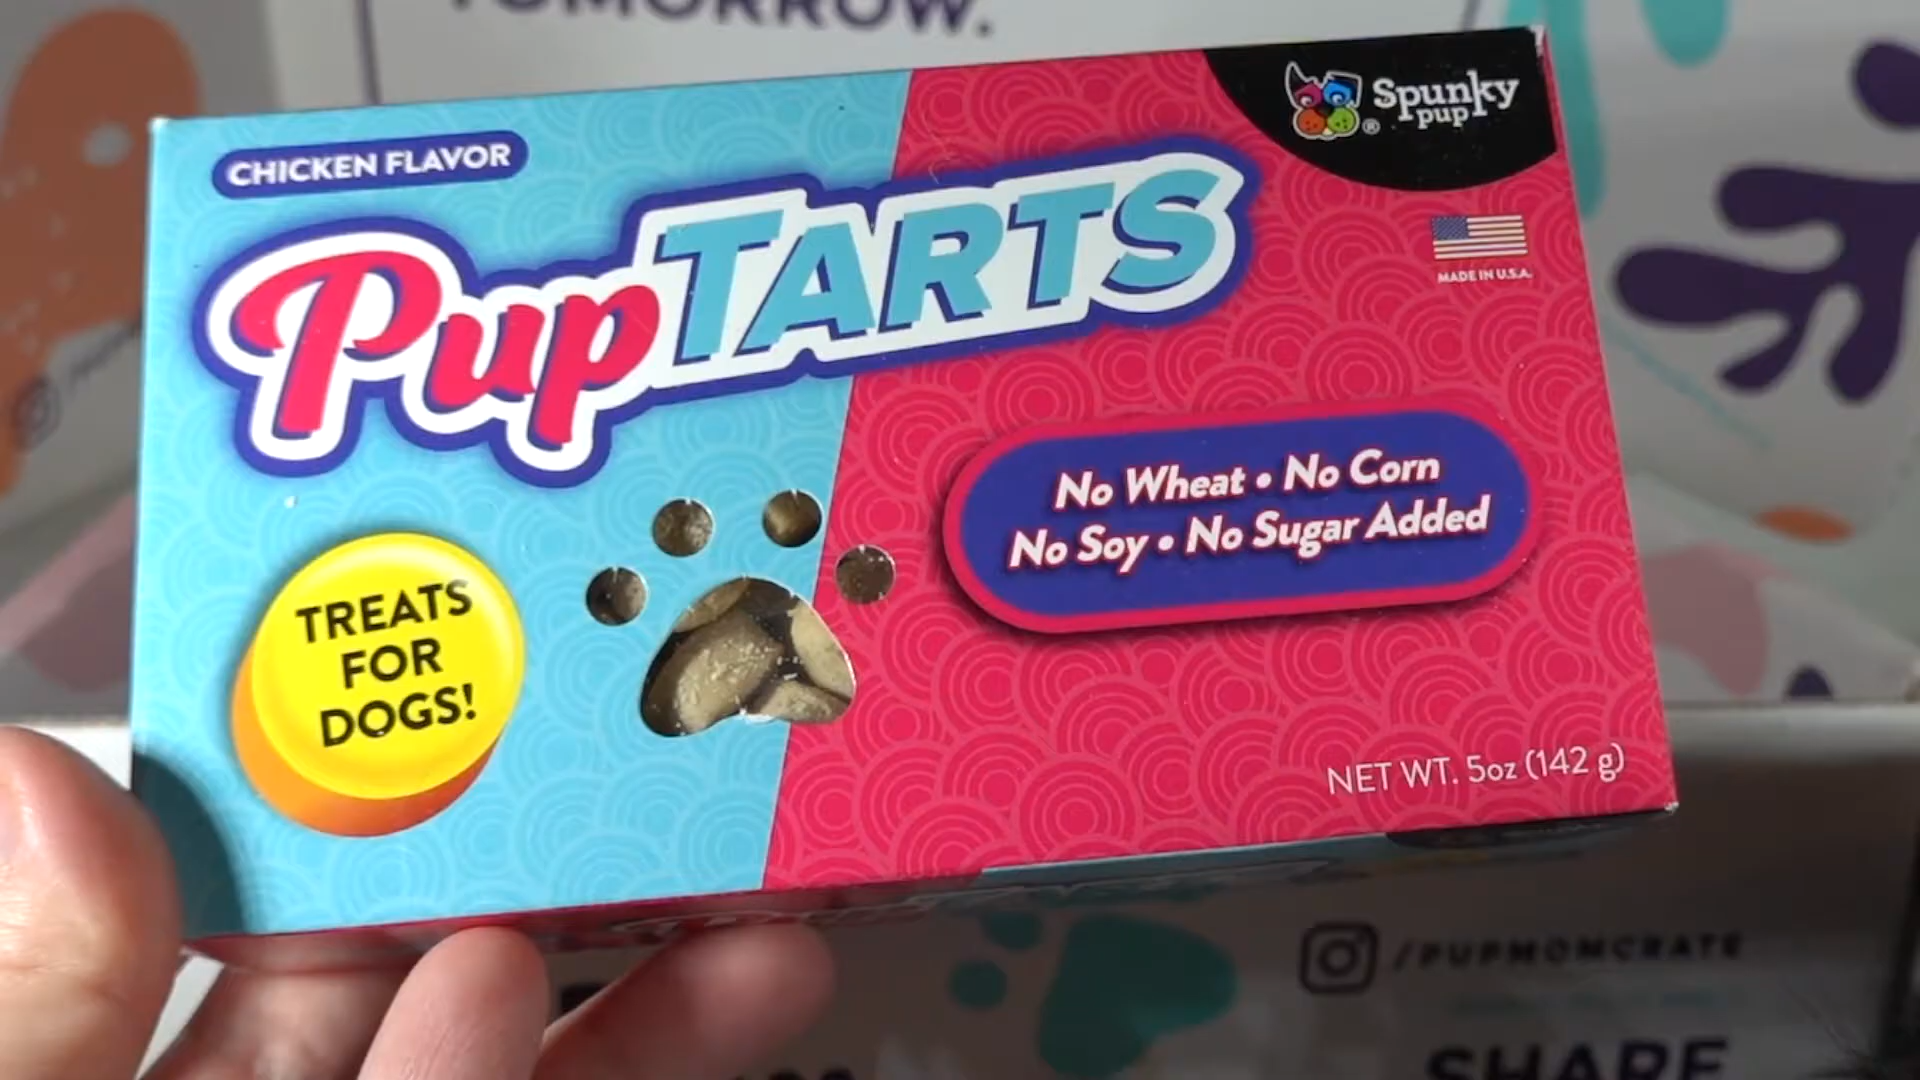 TOMORROW.
CHICKEN FLAVOR
PupTARTS
Spunky
pup
®
MADE IN U.S.A.
No Wheat • No Corn
No Soy • No Sugar Added
TREATS
FOR
DOGS!
NET WT. 5oz (142 g)
/PUPMOMCRATE
SHARE